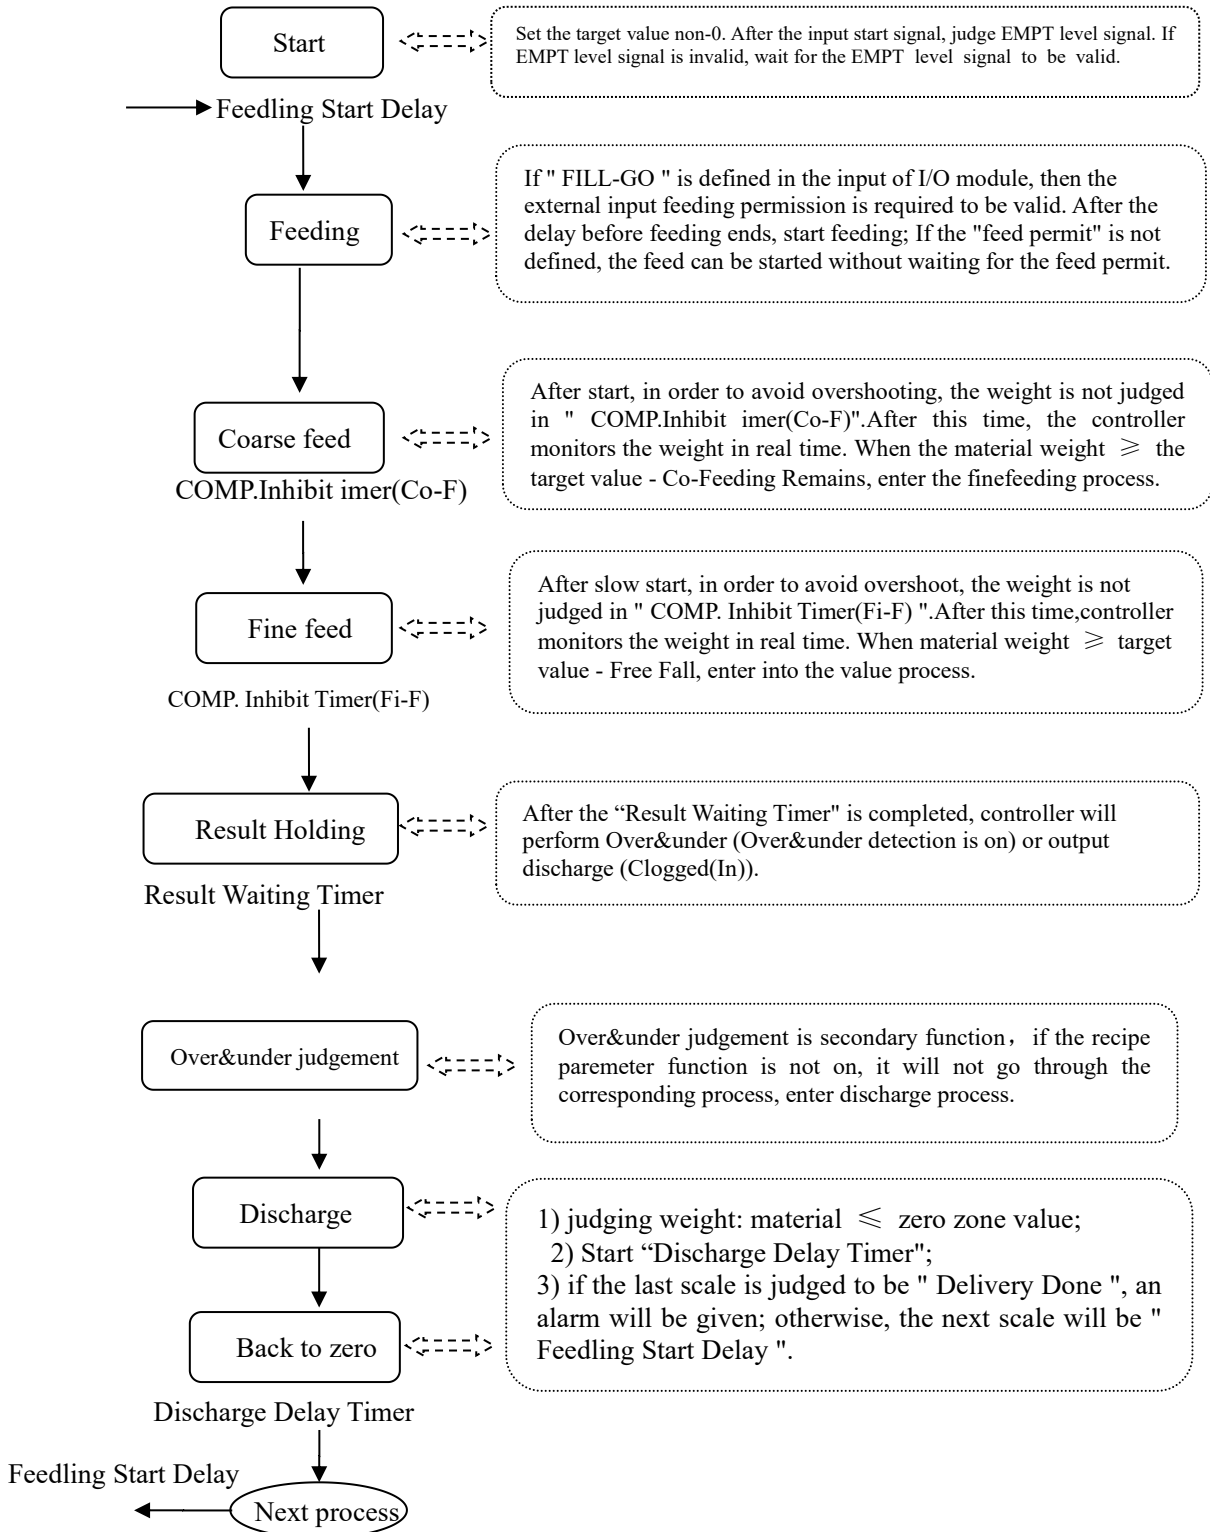 Start
Set the target value non-0. After the input start signal, judge EMPT level signal. If
EMPT level signal is invalid, wait for the EMPT level signal to be valid.
Feedling Start Delay
Feeding
If " FILL-GO " is defined in the input of I/O module, then the
external input feeding permission is required to be valid. After the
delay before feeding ends, start feeding; If the "feed permit" is not
defined, the feed can be started without waiting for the feed permit.
Coarse feed
COMP.Inhibit imer(Co-F)
After start, in order to avoid overshooting, the weight is not judged
in " COMP.Inhibit imer(Co-F)".After this time, the controller
monitors the weight in real time. When the material weight ≥ the
target value - Co-Feeding Remains, enter the finefeeding process.
Fine feed
COMP. Inhibit Timer(Fi-F)
After slow start, in order to avoid overshoot, the weight is not
judged in " COMP. Inhibit Timer(Fi-F) ".After this time,controller
monitors the weight in real time. When material weight ≥ target
value - Free Fall, enter into the value process.
Result Holding
Result Waiting Timer
After the “Result Waiting Timer" is completed, controller will
perform Over&under (Over&under detection is on) or output
discharge (Clogged(In)).
Over&under judgement
Over&under judgement is secondary function，if the recipe
paremeter function is not on, it will not go through the
corresponding process, enter discharge process.
Discharge
1) judging weight: material ≤ zero zone value;
2) Start “Discharge Delay Timer";
3) if the last scale is judged to be " Delivery Done ", an
alarm will be given; otherwise, the next scale will be "
Feedling Start Delay ".
Back to zero
Discharge Delay Timer
Feedling Start Delay
Next process